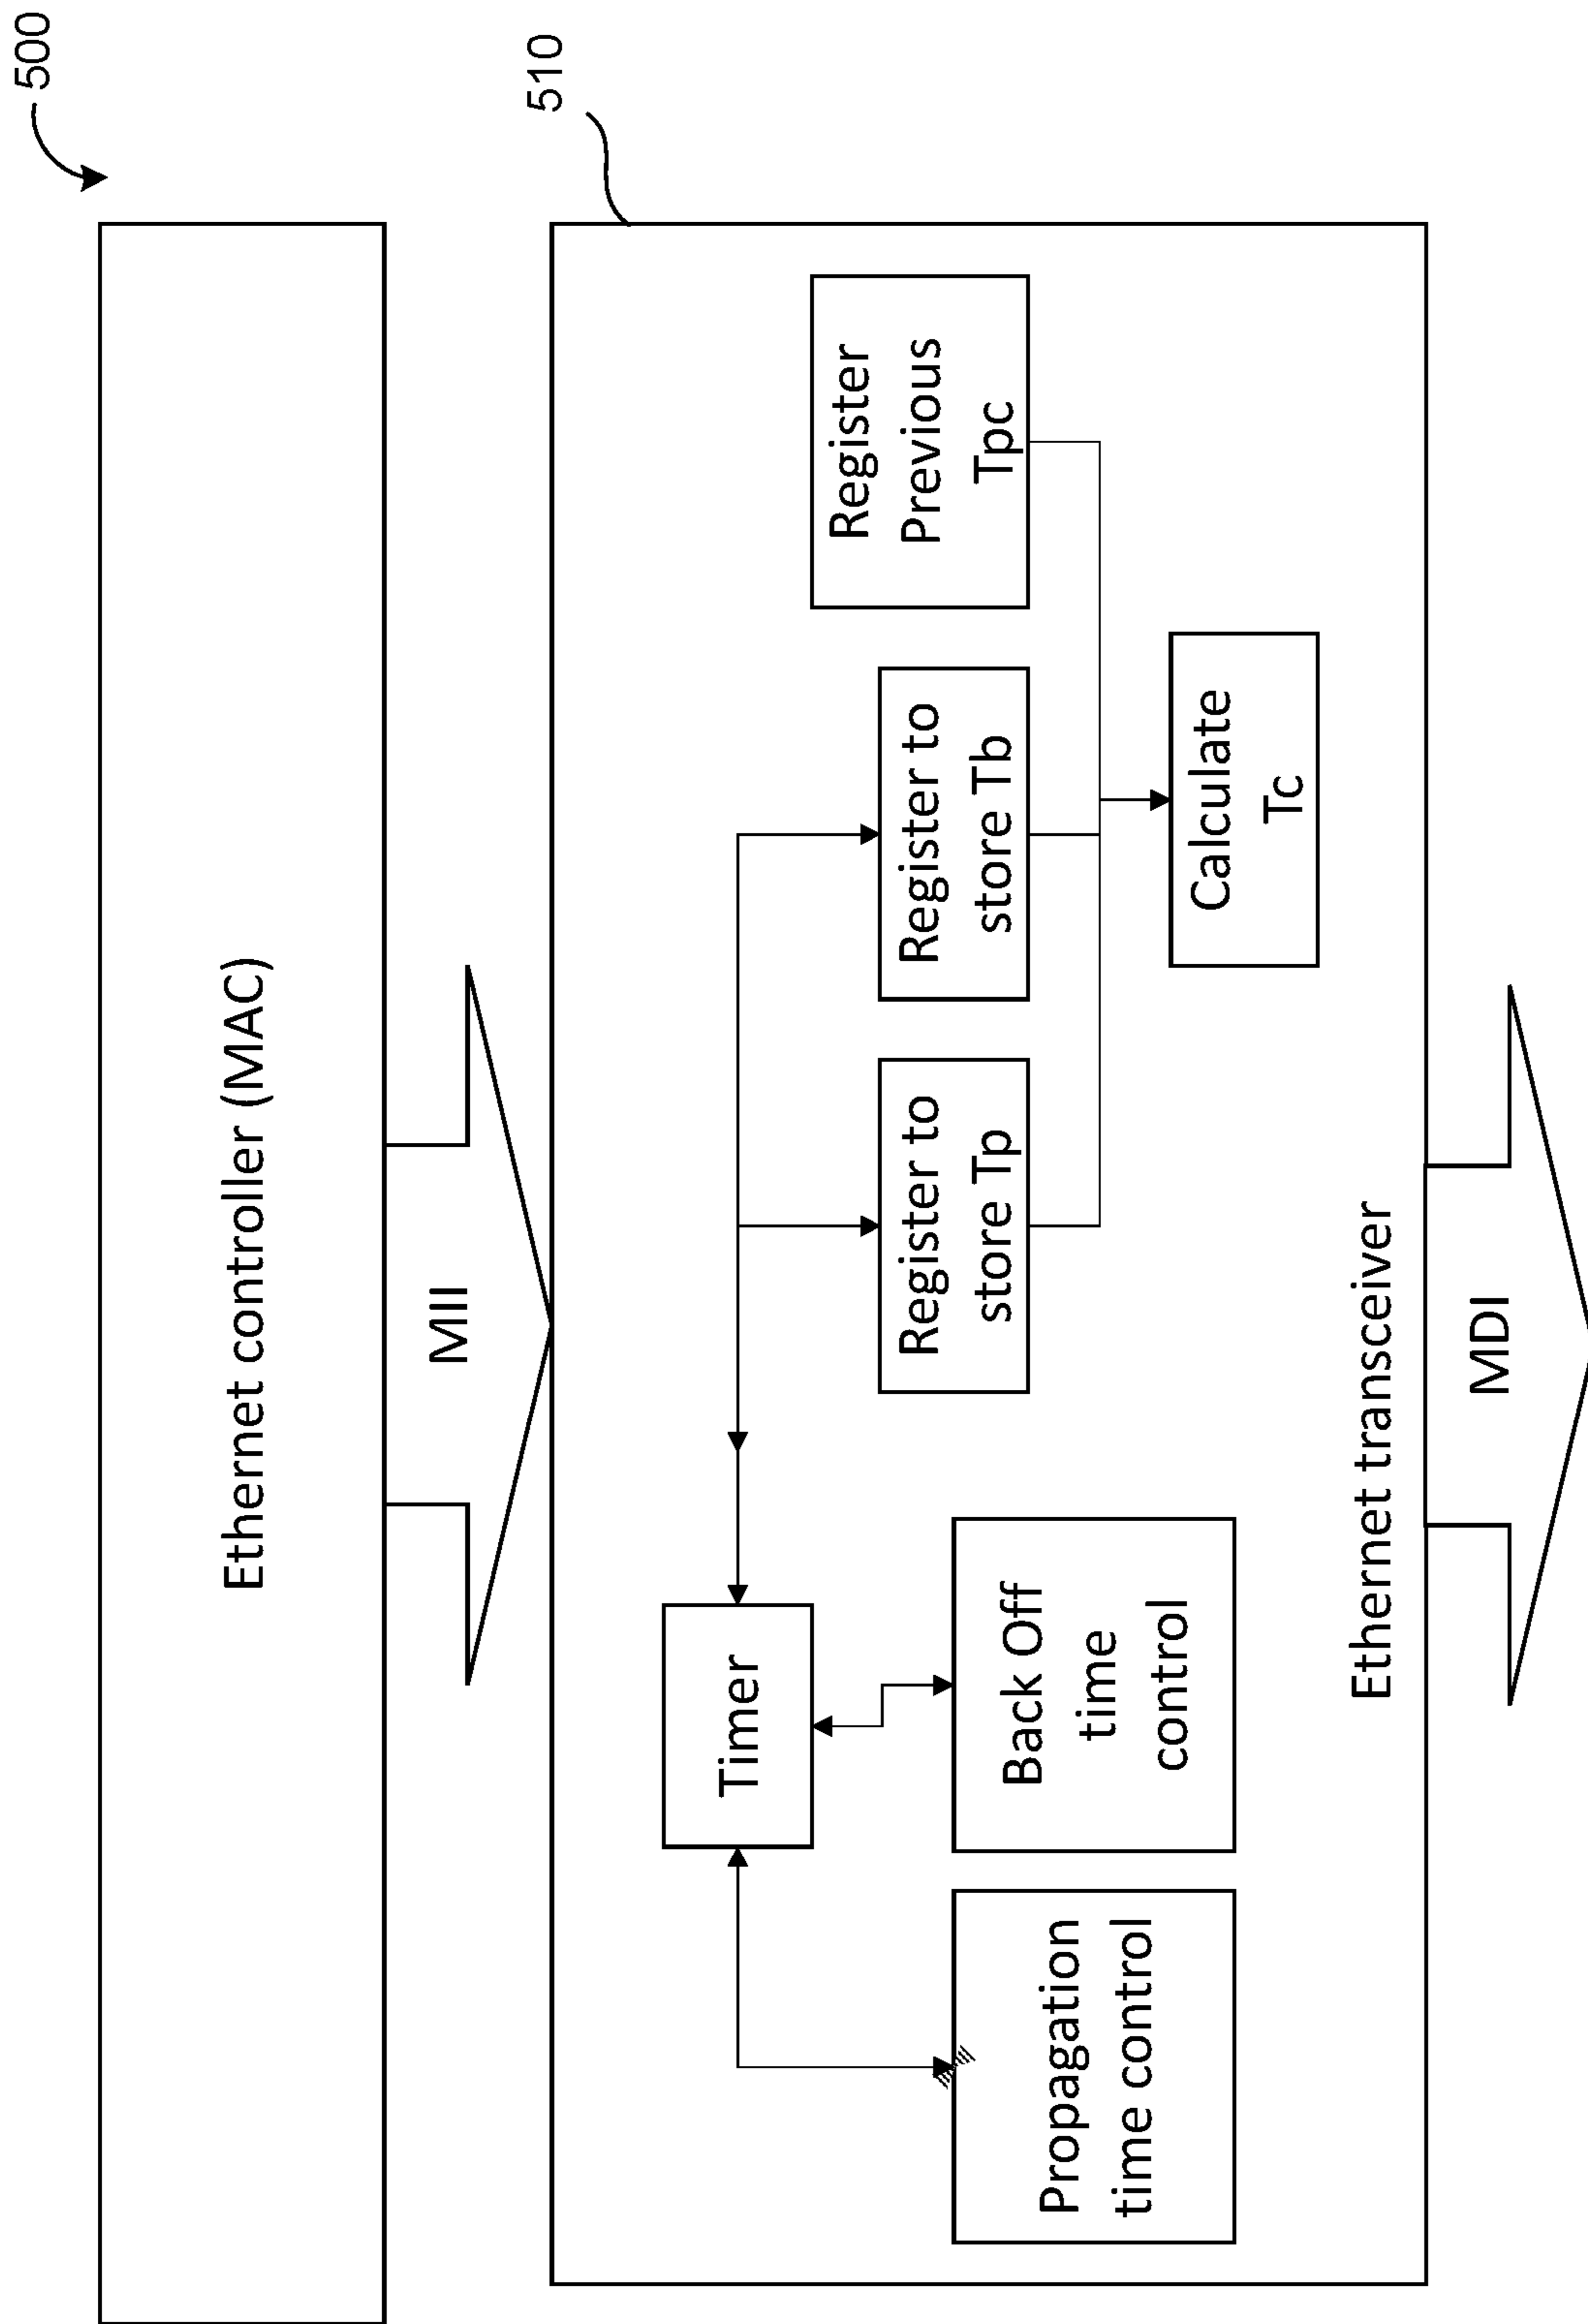 500
Ethernet controller (MAC)
MII
510
Timer
Propagation
time control
Back Off
time
control
Register to
store Tp
Register to
store Tb
Register
Previous
Tpc
Calculate
Tc
Ethernet transceiver
MDI